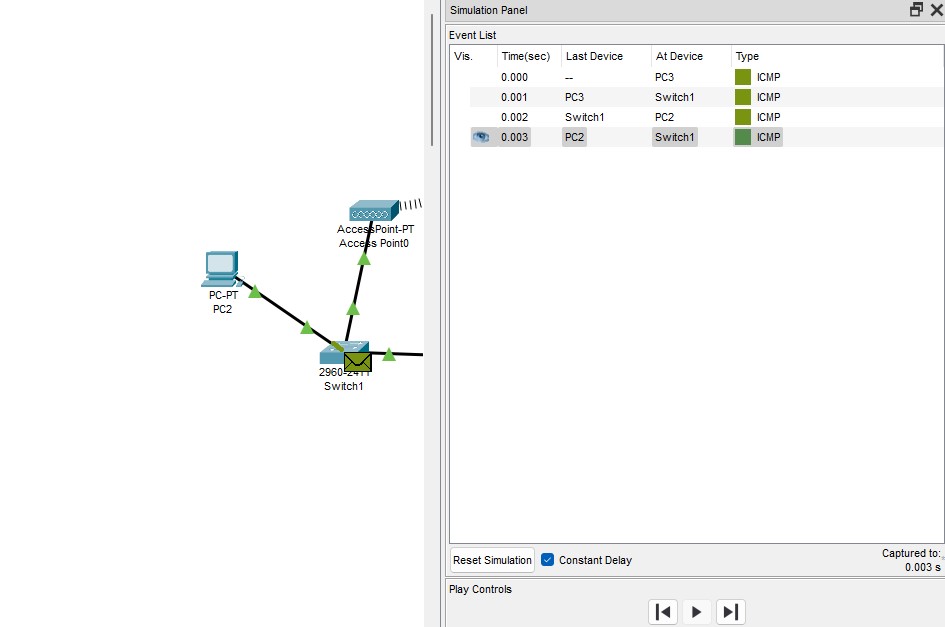 Simulation Panel
Event List
Vis. Time(sec) Last Device At Device Type
0.000 -- PC3 ICMP
0.001 PC3 Switch1 ICMP
0.002 Switch1 PC2 ICMP
0.003 PC2 Switch1 ICMP
AccessPoint-PT
Access Point0
PC-PT
PC2
Switch1
Reset Simulation Constant Delay
Captured to:
0.003 s
Play Controls